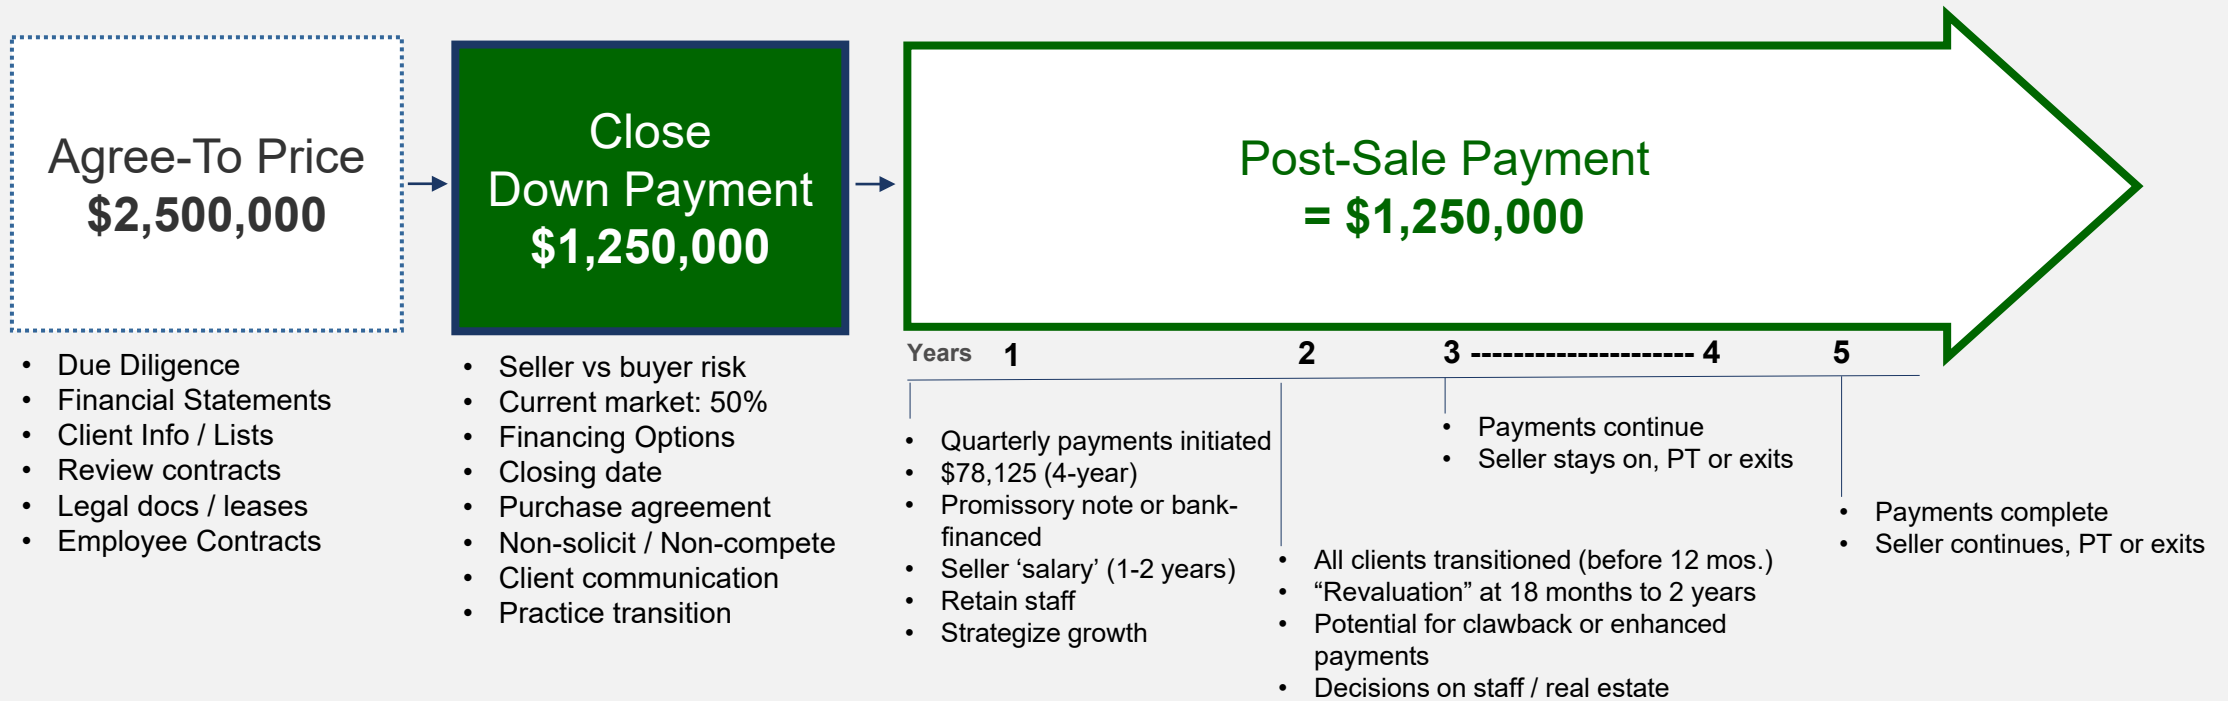 Agree-To Price
$2,500,000
• Due Diligence
• Financial Statements
• Client Info / Lists
• Review contracts
• Legal docs / leases
• Employee Contracts
Close
Down Payment
$1,250,000
• Seller vs buyer risk
• Current market: 50%
• Financing Options
• Closing date
• Purchase agreement
• Non-solicit / Non-compete
• Client communication
• Practice transition
Post-Sale Payment
= $1,250,000
Years 1 2 3 --------------------- 4 5
• Quarterly payments initiated
• $78,125 (4-year)
• Promissory note or bank-
financed
• Seller ‘salary’ (1-2 years)
• Retain staff
• Strategize growth
• All clients transitioned (before 12 mos.)
• “Revaluation” at 18 months to 2 years
• Potential for clawback or enhanced
payments
• Decisions on staff / real estate
• Payments continue
• Seller stays on, PT or exits
• Payments complete
• Seller continues, PT or exits